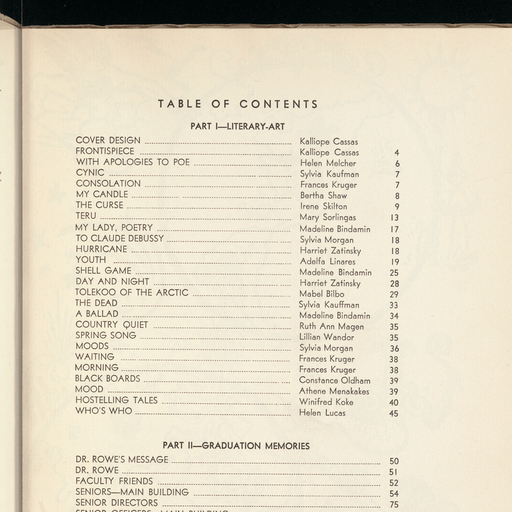 TABLE OF CONTENTS
PART I—LITERARY-ART
COVER DESIGN Kalliope Cassas
FRONTISPIECE Kalliope Cassas 4
WITH APOLOGIES TO POE Helen Melcher 6
CYNIC Sylvia Kaufman 7
CONSOLATION Frances Kruger 7
MY CANDLE Bertha Shaw 8
THE CURSE Irene Skilton 9
TERU Mary Sorlingas 13
MY LADY, POETRY Madeline Bindamin 17
TO CLAUDE DEBUSSY Sylvia Morgan 18
HURRICANE Harriet Zatinsky 18
YOUTH Adelfa Linares 19
SHELL GAME Madeline Bindamin 25
DAY AND NIGHT Harriet Zatinsky 28
TOLEKOO OF THE ARCTIC Mabel Bilbo 29
THE DEAD Sylvia Kauffman 33
A BALLAD Madeline Bindamin 34
COUNTRY QUIET Ruth Ann Magen 35
SPRING SONG Lillian Wandor 35
MOODS Sylvia Morgan 36
WAITING Frances Kruger 38
MORNING Frances Kruger 38
BLACK BOARDS Constance Oldham 39
MOOD Athene Menakakes 39
HOSTELLING TALES Winifred Koke 40
WHO'S WHO Helen Lucas 45
PART II—GRADUATION MEMORIES
DR. ROWE'S MESSAGE 50
DR. ROWE 51
FACULTY FRIENDS 52
SENIORS—MAIN BUILDING 54
SENIOR DIRECTORS 75